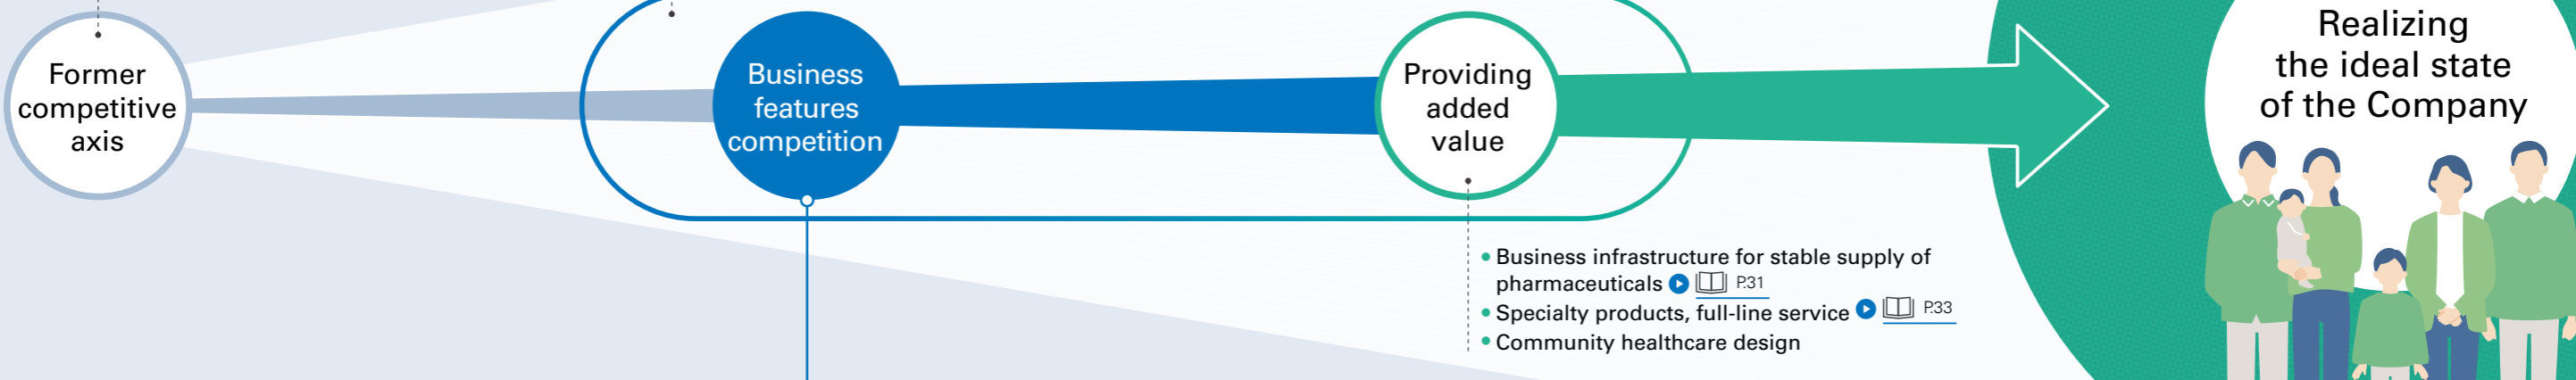 Former
competitive
axis
Business
features
competition
Providing
added
value
Realizing
the ideal state
of the Company
• Business infrastructure for stable supply of
pharmaceuticals P.31
• Specialty products, full-line service P.33
• Community healthcare design